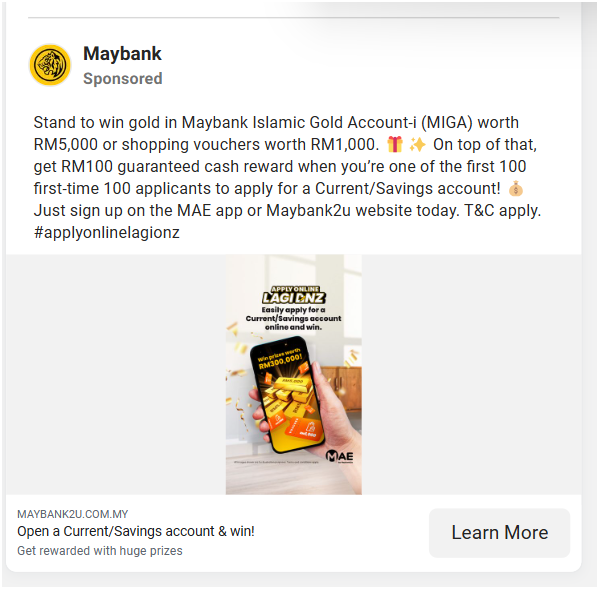 Maybank
Sponsored
Stand to win gold in Maybank Islamic Gold Account-i (MIGA) worth
RM5,000 or shopping vouchers worth RM1,000. 🎁 ✨ On top of that,
get RM100 guaranteed cash reward when you’re one of the first 100
first-time 100 applicants to apply for a Current/Savings account! 💰
Just sign up on the MAE app or Maybank2u website today. T&C apply.
#applyonlinelagionz
APPLY ONLINE
LAGI ONZ
Easily apply for a
Current/Savings account
online and win.
Win prizes worth
RM300,000!
MAE
MAYBANK2U.COM.MY
Open a Current/Savings account & win!
Get rewarded with huge prizes
Learn More